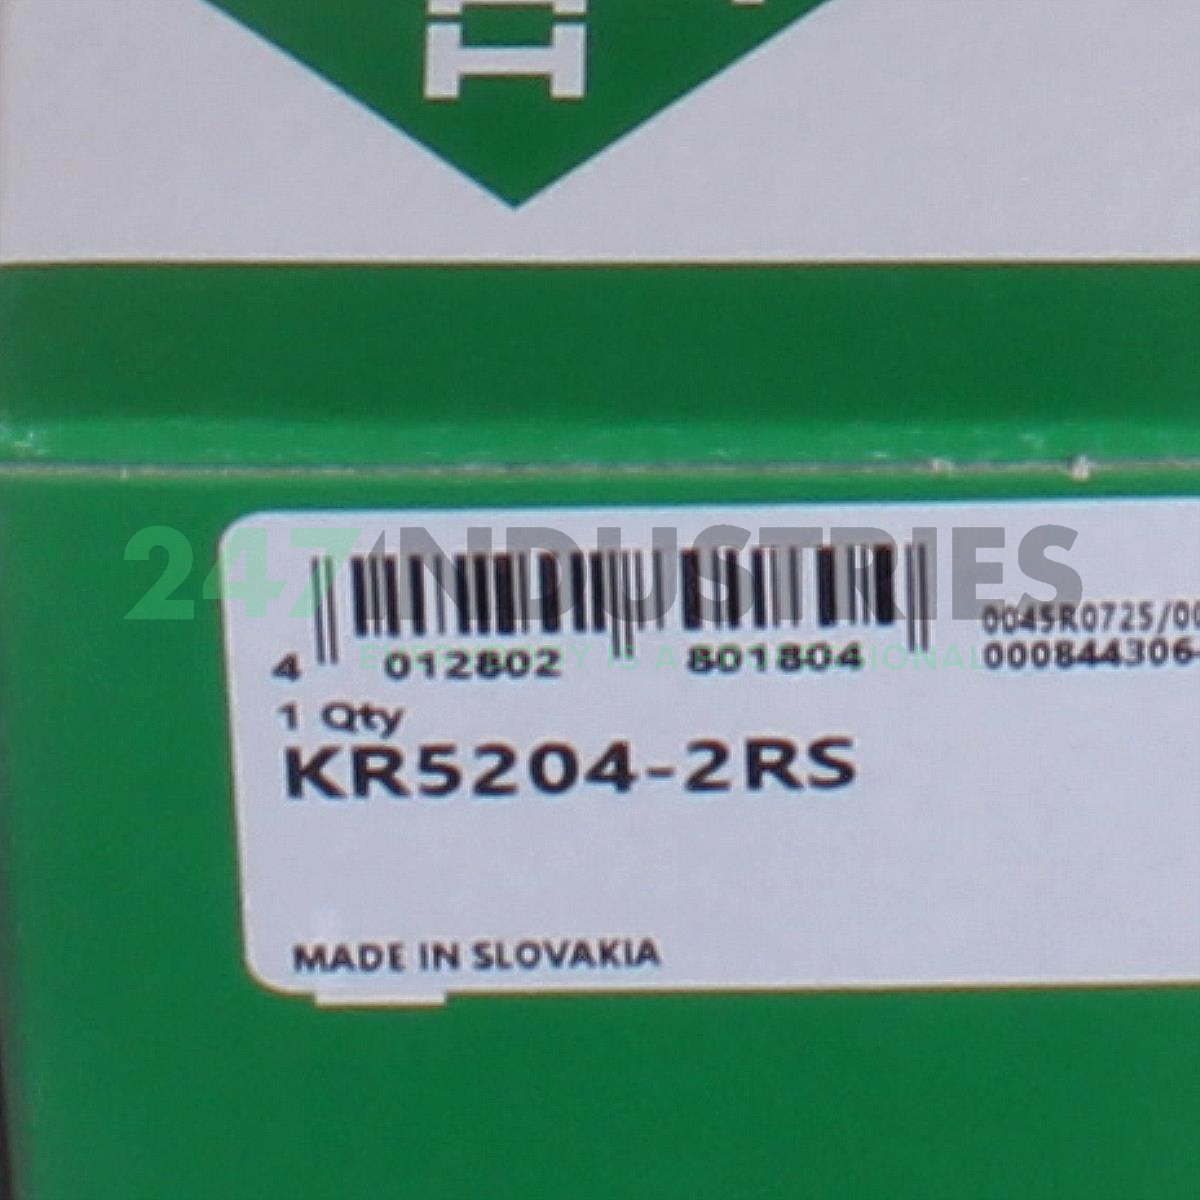 247INDUSTRIES
0045R0725/00
4 012802 801804
000844306-
1 Qty
KR5204-2RS
MADE IN SLOVAKIA